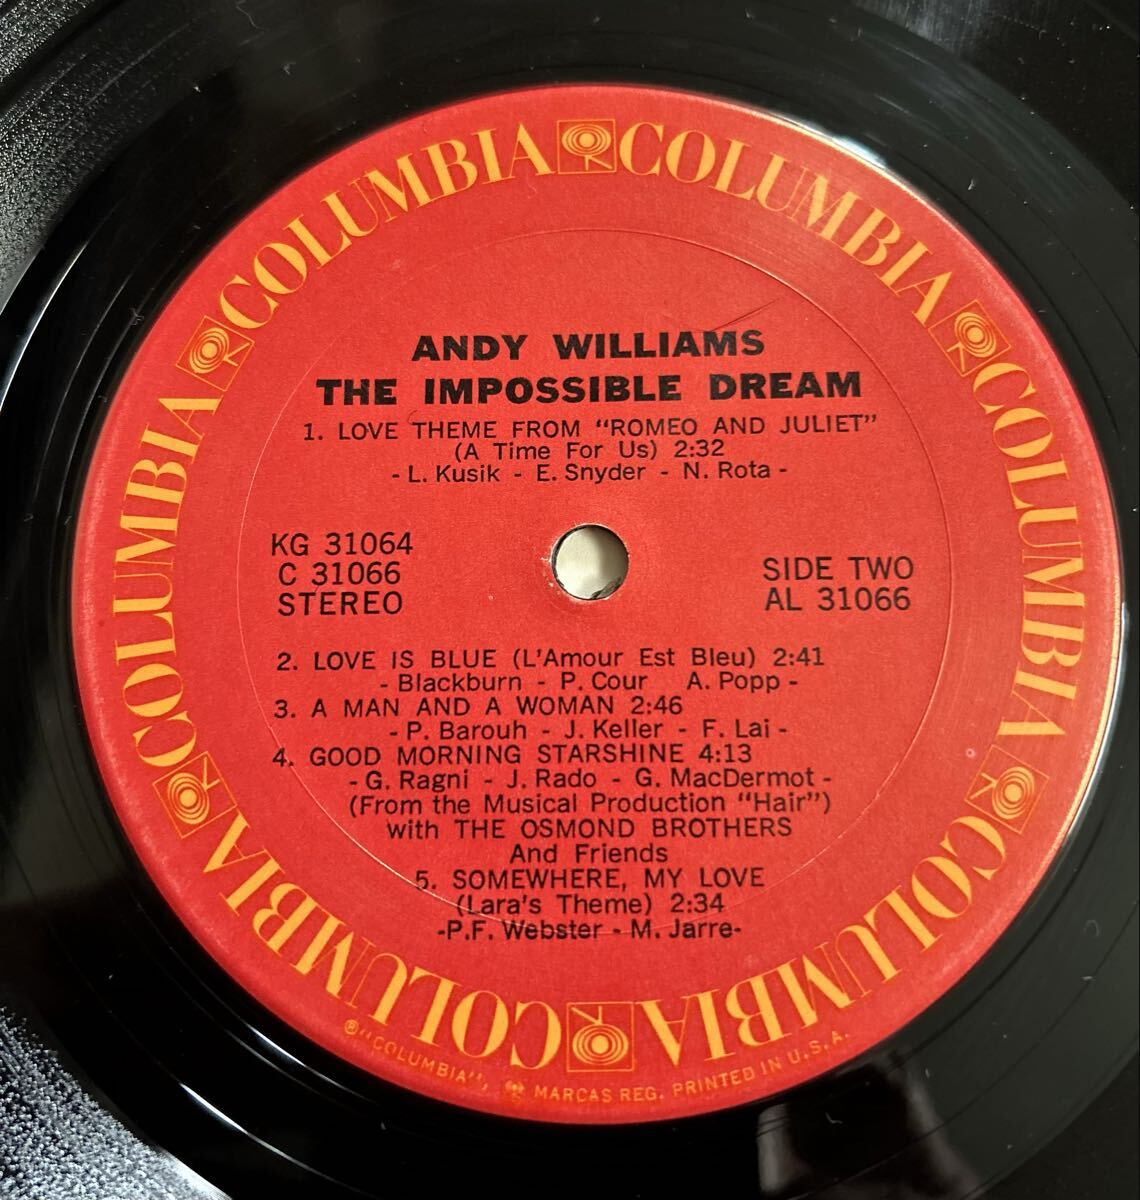 COLUMBIA COLUMBIA COLUMBIA COLUMBIA COLUMBIA COLUMBIA COLUMBIA COLUMBIA
ANDY WILLIAMS
THE IMPOSSIBLE DREAM
1. LOVE THEME FROM "ROMEO AND JULIET"
(A Time For Us) 2:32
- L. Kusik - E. Snyder - N. Rota -
KG 31064
C 31066
STEREO
SIDE TWO
AL 31066
2. LOVE IS BLUE (L'Amour Est Bleu) 2:41
- Blackburn - P. Cour A. Popp -
3. A MAN AND A WOMAN 2:46
- P. Barouh - J. Keller - F. Lai -
4. GOOD MORNING STARSHINE 4:13
- G. Ragni - J. Rado - G. MacDermot -
(From the Musical Production "Hair")
with THE OSMOND BROTHERS
And Friends
5. SOMEWHERE, MY LOVE
(Lara's Theme) 2:34
-P.F. Webster - M. Jarre-
® "COLUMBIA", MARCAS REG. PRINTED IN U.S.A.